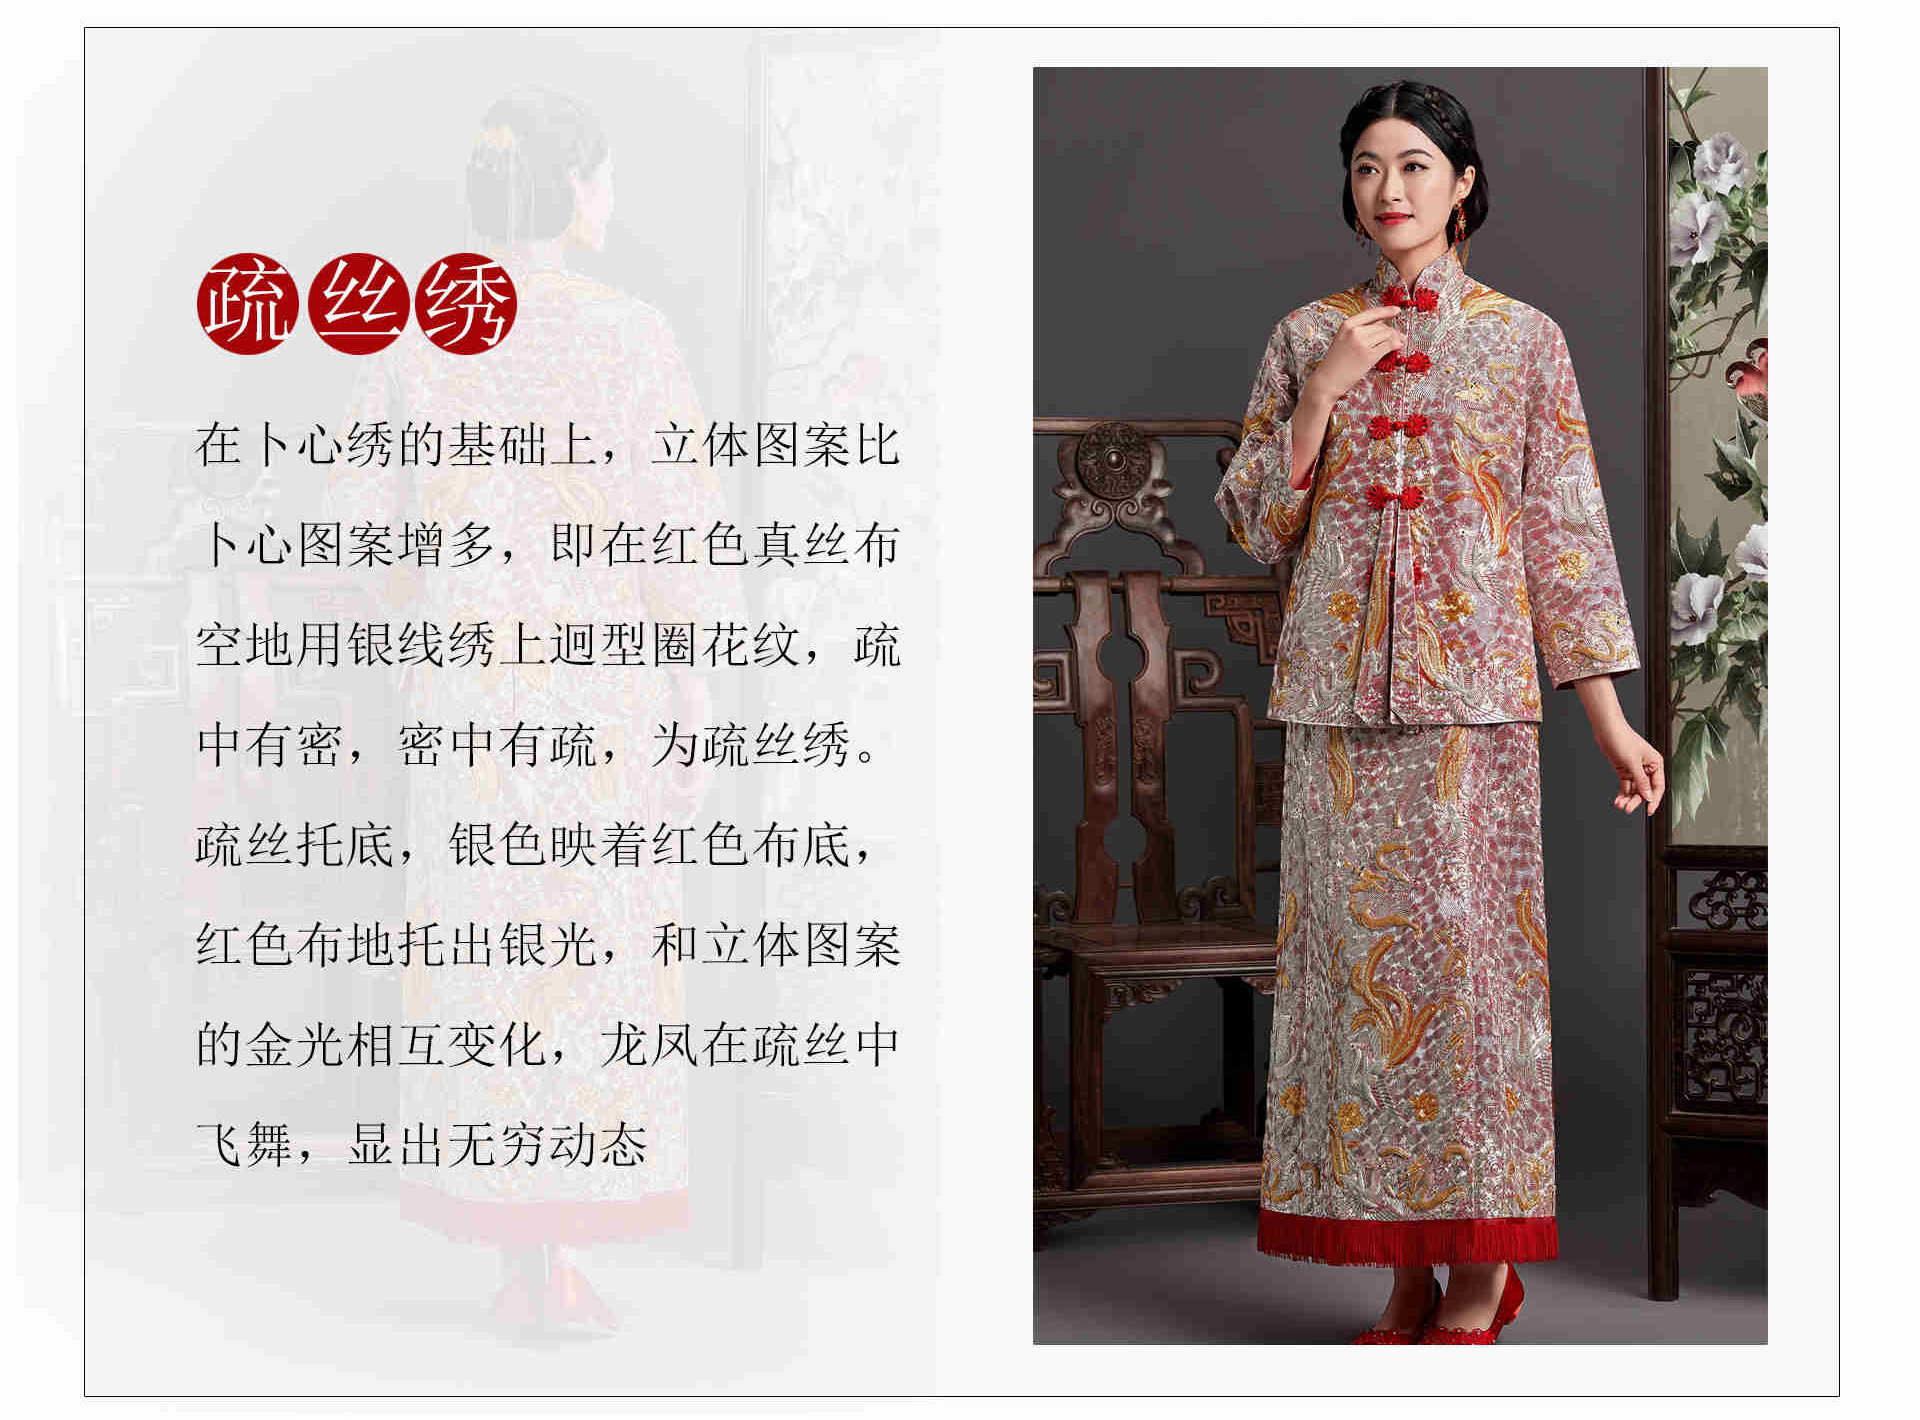 疏丝绣
在卜心绣的基础上，立体图案比
卜心图案增多，即在红色真丝布
空地用银线绣上迴型圈花纹，疏
中有密，密中有疏，为疏丝绣。
疏丝托底，银色映着红色布底，
红色布地托出银光，和立体图案
的金光相互变化，龙凤在疏丝中
飞舞，显出无穷动态